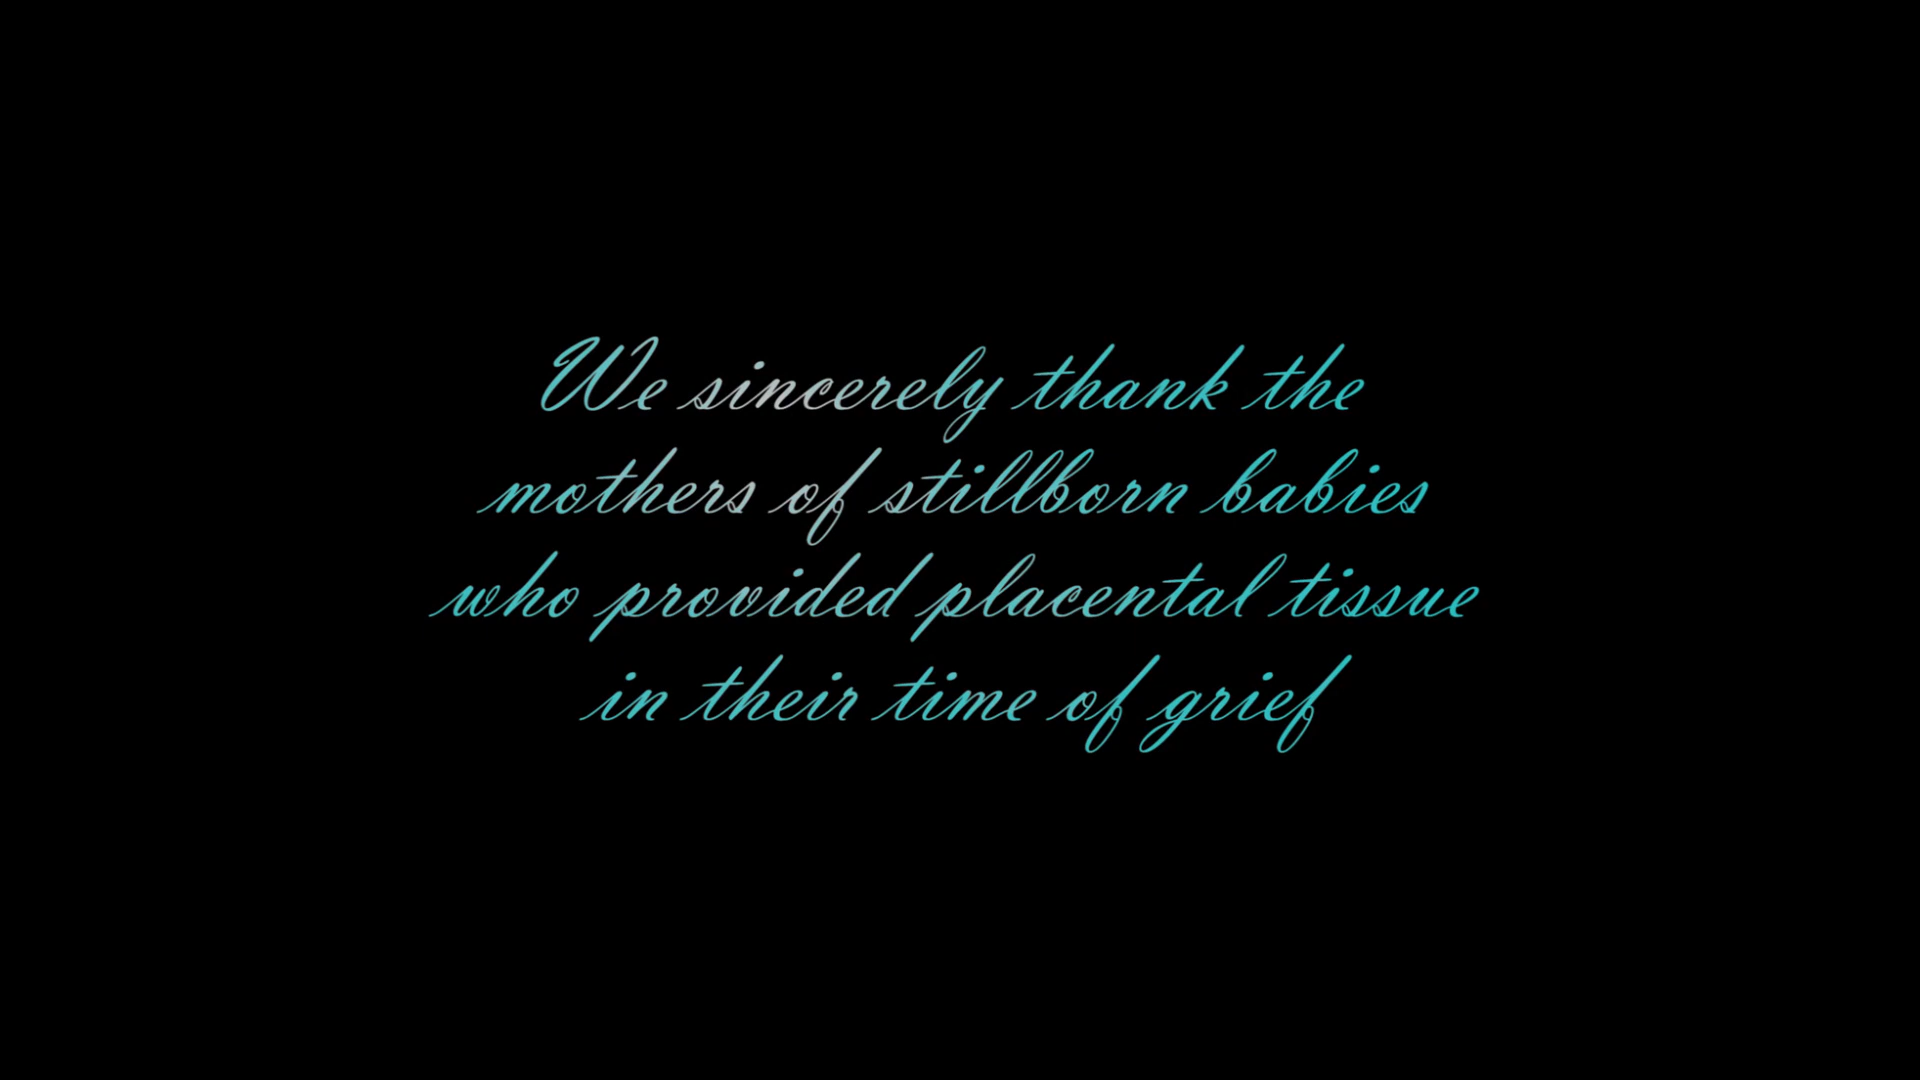 We sincerely thank the
mothers of stillborn babies
who provided placental tissue
in their time of grief